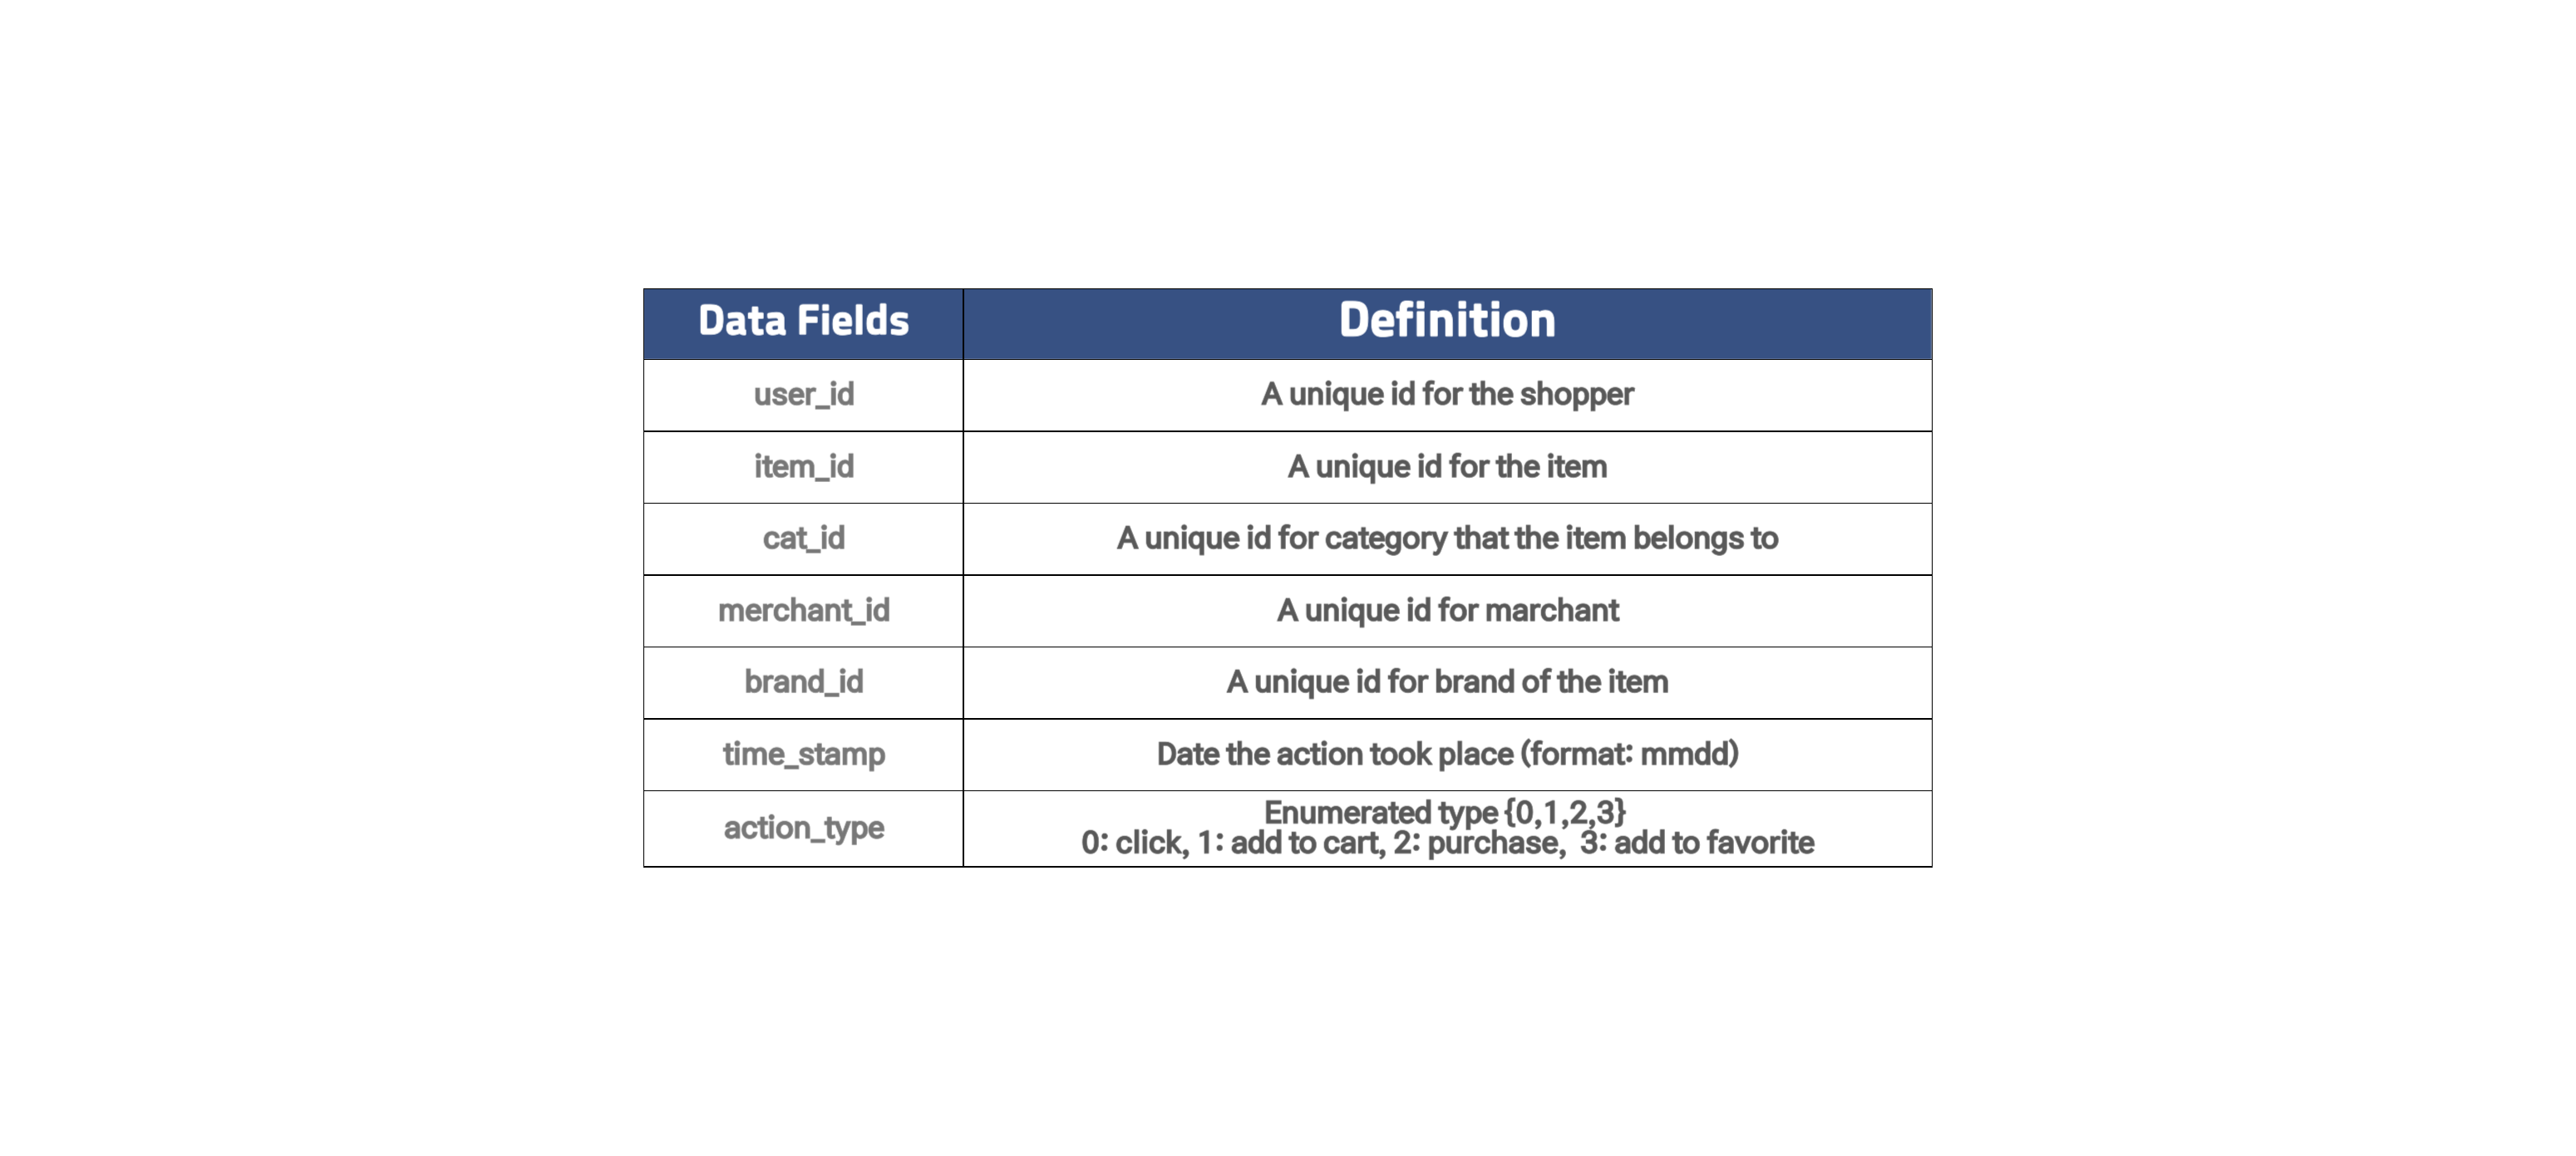 Data Fields Definition
user_id A unique id for the shopper
item_id A unique id for the item
cat_id A unique id for category that the item belongs to
merchant_id A unique id for marchant
brand_id A unique id for brand of the item
time_stamp Date the action took place (format: mmdd)
action_type Enumerated type {0,1,2,3}
0: click, 1: add to cart, 2: purchase, 3: add to favorite